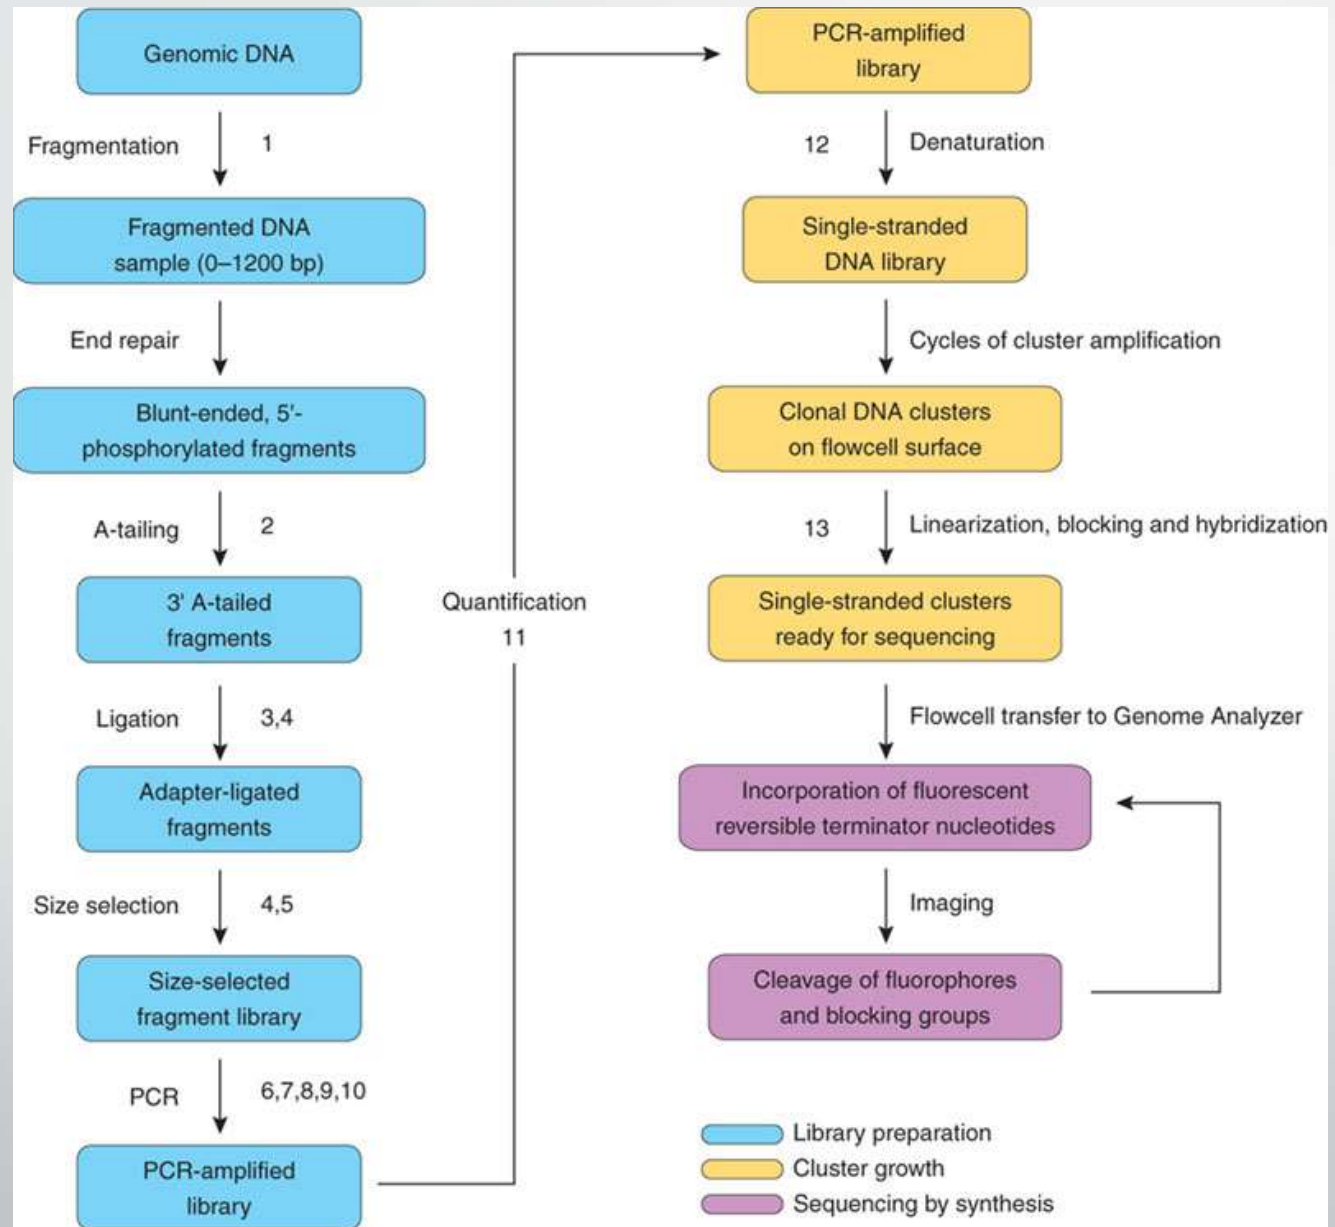 Genomic DNA
Fragmentation
1
Fragmented DNA
sample (0–1200 bp)
End repair
Blunt-ended, 5'-
phosphorylated fragments
A-tailing
2
3' A-tailed
fragments
Ligation
3,4
Adapter-ligated
fragments
Size selection
4,5
Size-selected
fragment library
PCR
6,7,8,9,10
PCR-amplified
library
Quantification
11
PCR-amplified
library
12
Denaturation
Single-stranded
DNA library
Cycles of cluster amplification
Clonal DNA clusters
on flowcell surface
13
Linearization, blocking and hybridization
Single-stranded clusters
ready for sequencing
Flowcell transfer to Genome Analyzer
Incorporation of fluorescent
reversible terminator nucleotides
Imaging
Cleavage of fluorophores
and blocking groups
Library preparation
Cluster growth
Sequencing by synthesis